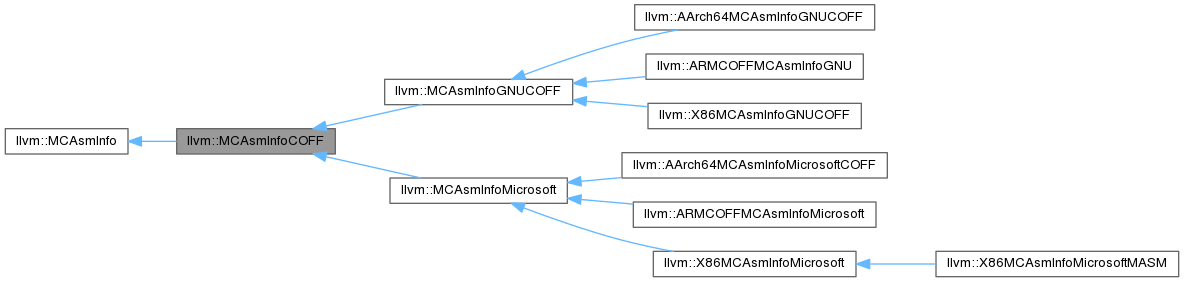 llvm::AArch64MCAsmInfoGNUCOFF
llvm::ARMCOFFMCAsmInfoGNU
llvm::MCAsmInfoGNUCOFF
llvm::X86MCAsmInfoGNUCOFF
llvm::MCAsmInfo
llvm::MCAsmInfoCOFF
llvm::AArch64MCAsmInfoMicrosoftCOFF
llvm::MCAsmInfoMicrosoft
llvm::ARMCOFFMCAsmInfoMicrosoft
llvm::X86MCAsmInfoMicrosoft
llvm::X86MCAsmInfoMicrosoftMASM